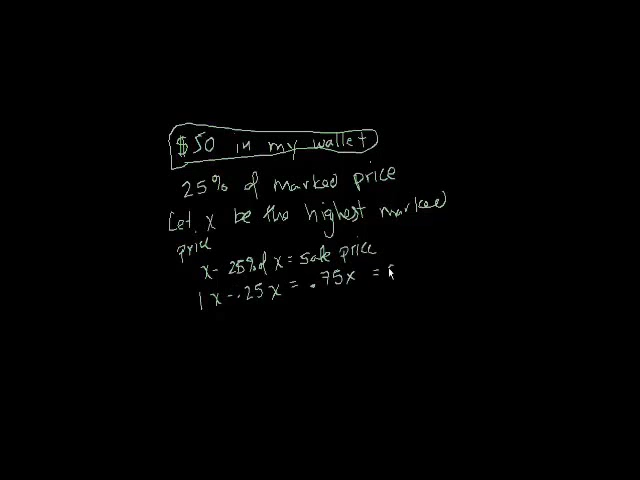 $50 in my wallet
25% of marked price
Let x be the highest marked
price
x - 25% of x = sale price
1x - .25x = .75x =